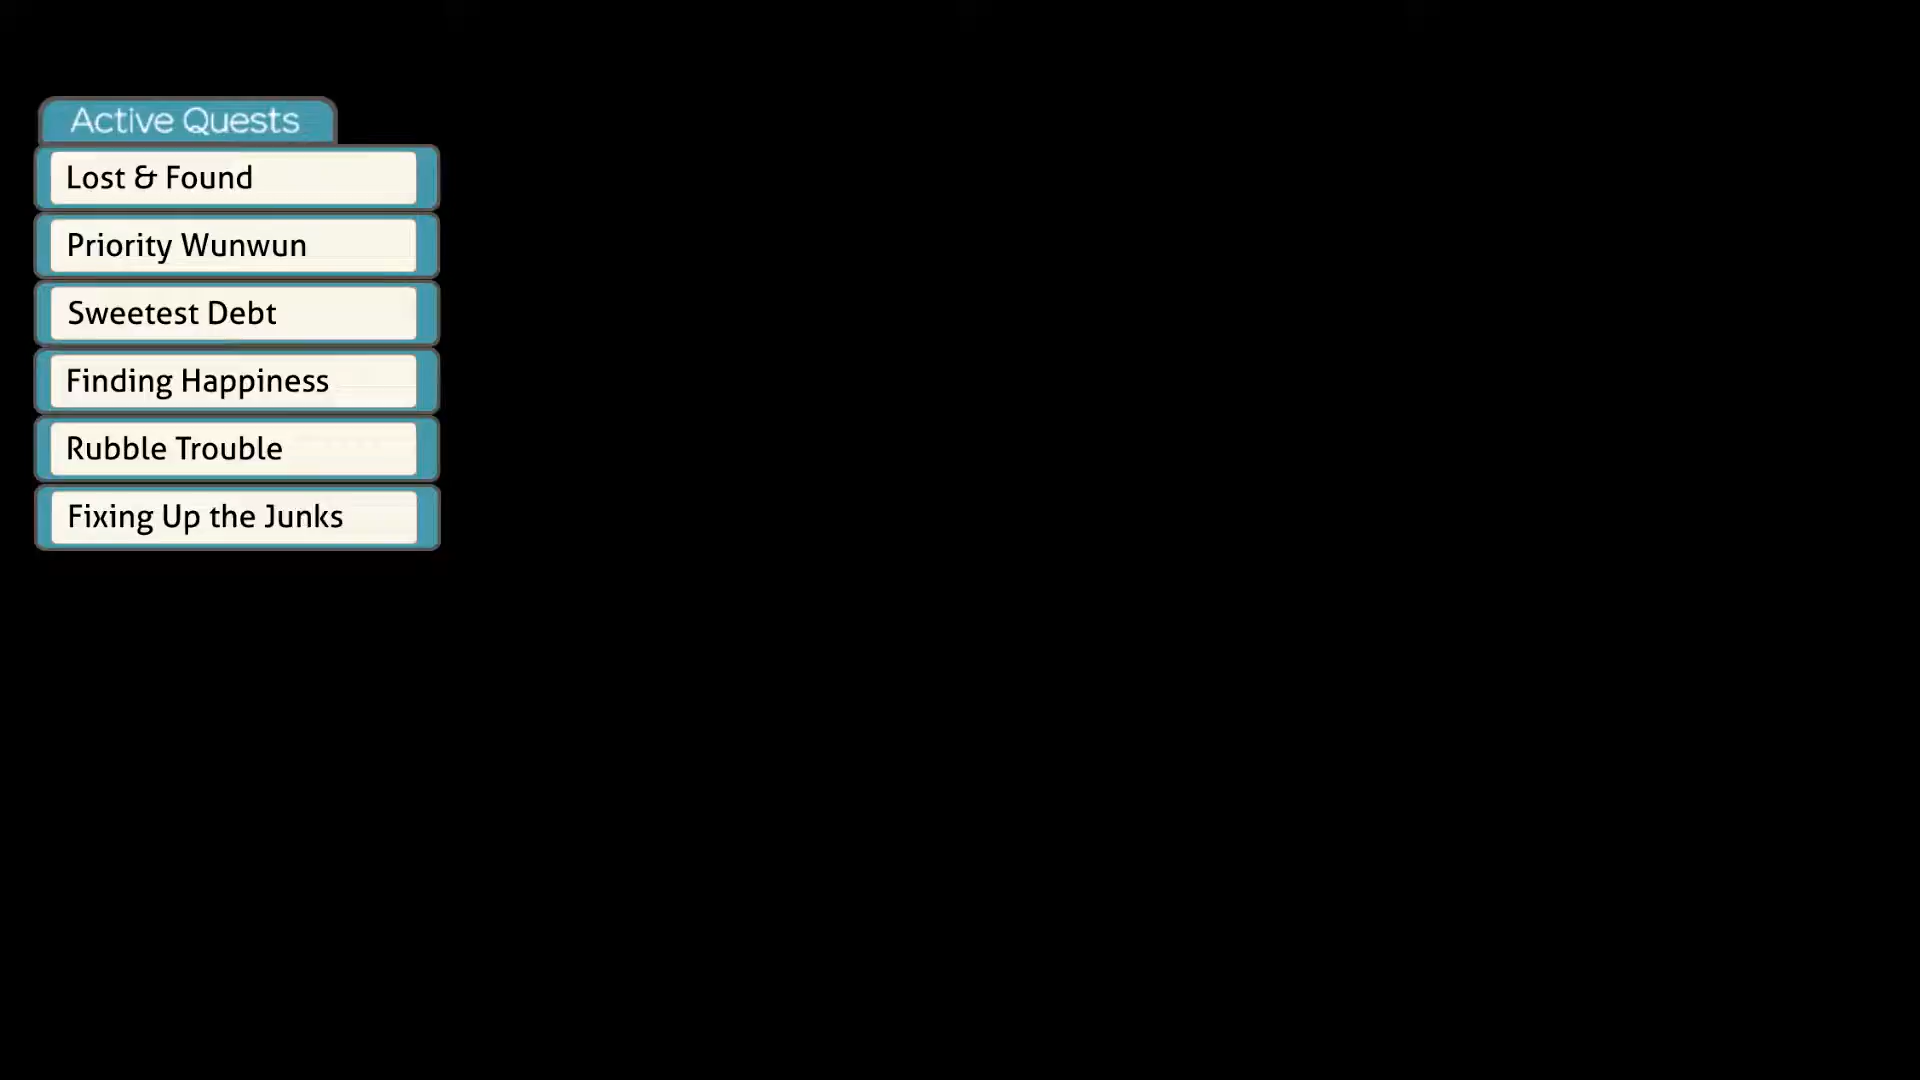 Active Quests
Lost & Found
Priority Wunwun
Sweetest Debt
Finding Happiness
Rubble Trouble
Fixing Up the Junks